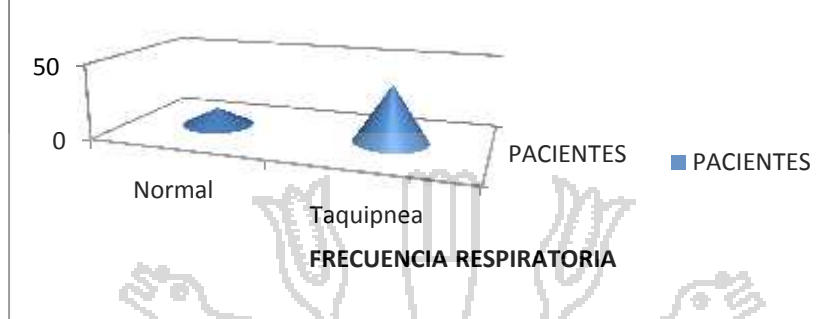 50
0
PACIENTES
PACIENTES
Normal
Taquipnea
FRECUENCIA RESPIRATORIA